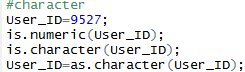 #character
User_ID=9527;
is.numeric(User_ID);
is.character(User_ID);
User_ID=as.character(User_ID);